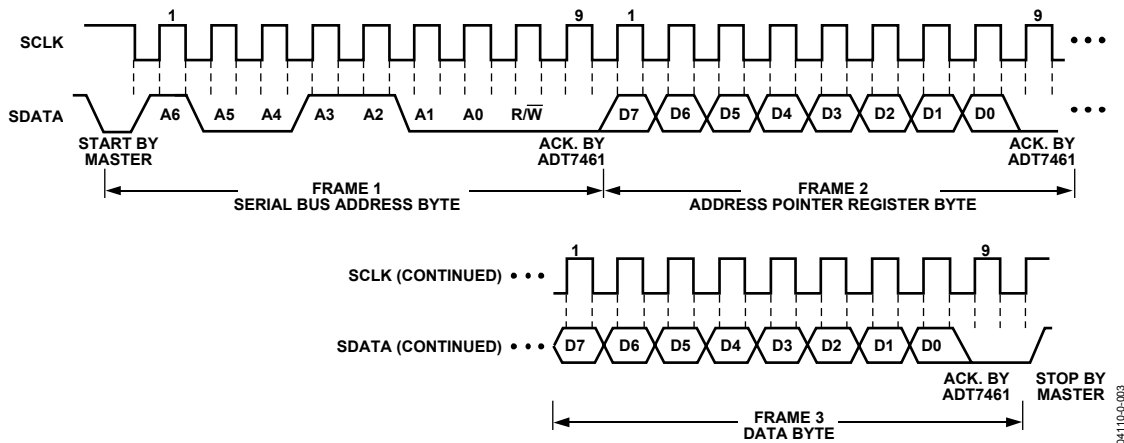 1 9 1 9
SCLK
SDATA A6 A5 A4 A3 A2 A1 A0 R/W̅ D7 D6 D5 D4 D3 D2 D1 D0
START BY
MASTER
ACK. BY
ADT7461
ACK. BY
ADT7461
FRAME 1
SERIAL BUS ADDRESS BYTE
FRAME 2
ADDRESS POINTER REGISTER BYTE
1 9
SCLK (CONTINUED)
SDATA (CONTINUED) D7 D6 D5 D4 D3 D2 D1 D0
ACK. BY
ADT7461
STOP BY
MASTER
FRAME 3
DATA BYTE
04110-0-003